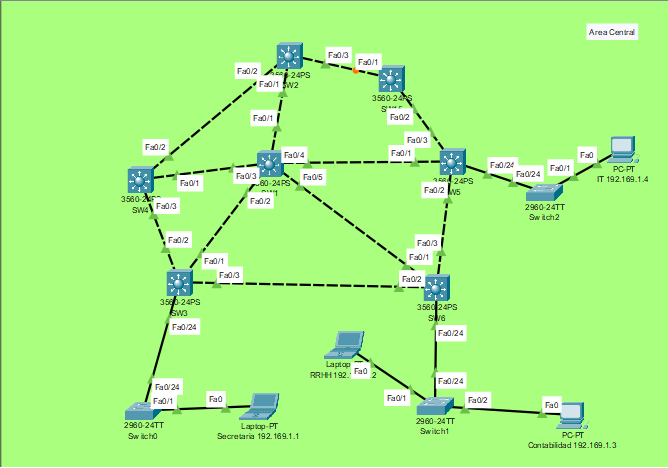 Area Central
Fa0/3
Fa0/1
Fa0/2
Fa0/1
3560-24PS
SW2
3560-24PS
Fa0/2
Fa0/1
Fa0/3
Fa0/2
Fa0/4
Fa0/1
Fa0/24
Fa0/24
Fa0/1
Fa0
PC-PT
IT 192.169.1.4
3560-24PS
SW5
Fa0/2
2960-24TT
Switch2
Fa0/1
Fa0/3
3560-24PS
Fa0/5
Fa0/2
3560-24PS
SW4
Fa0/3
Fa0/2
Fa0/1
Fa0/3
Fa0/3
Fa0/1
Fa0/2
3560-24PS
SW3
3560-24PS
SW6
Fa0/24
Fa0/24
Laptop
RRHH 192.
.2
Fa0
Fa0/24
Fa0/1
Fa0
2960-24TT
Switch0
Laptop-PT
Secretaria 192.169.1.1
Fa0/24
Fa0/1
Fa0/2
Fa0
2960-24TT
Switch1
PC-PT
Contabilidad 192.169.1.3